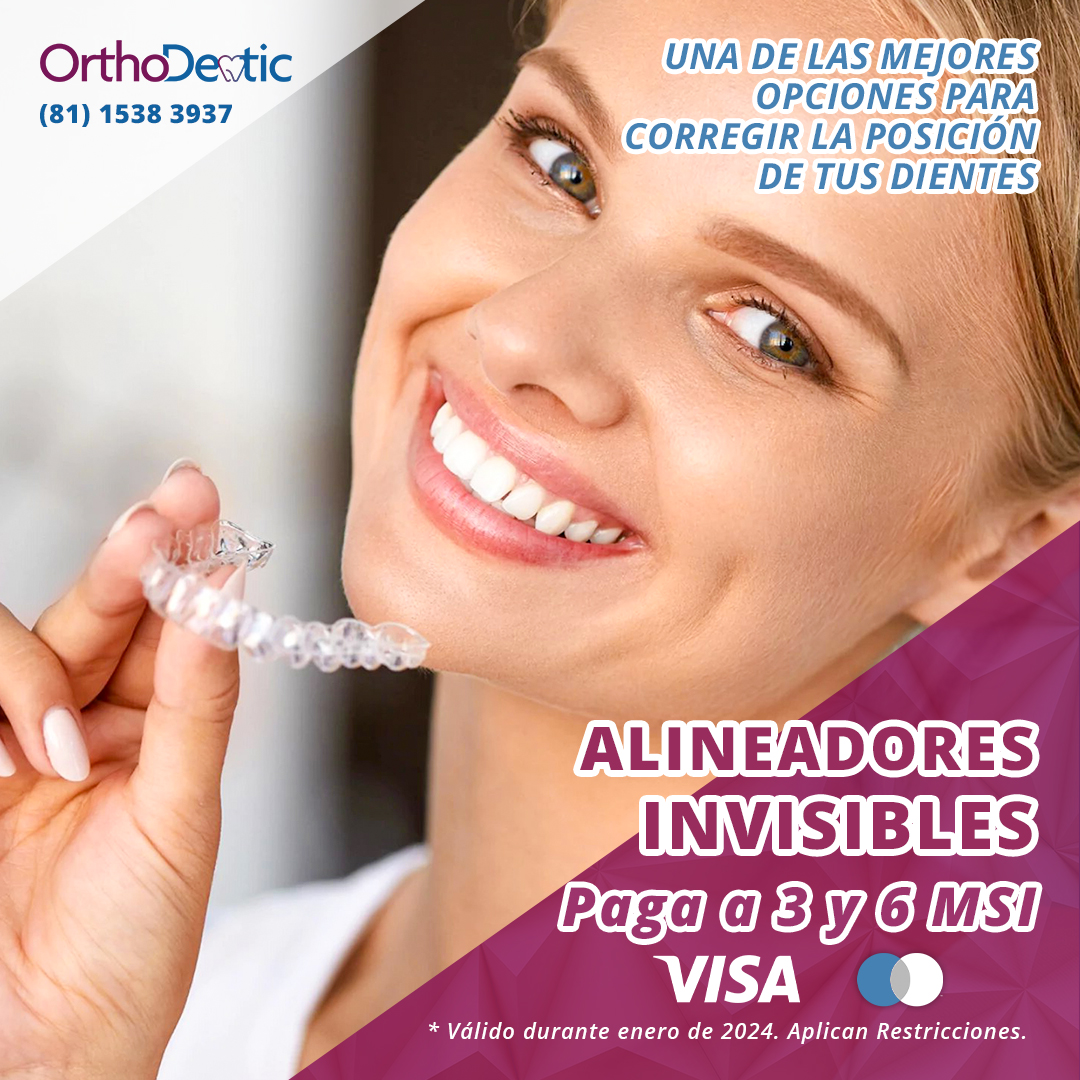 OrthoDentic
(81) 1538 3937
UNA DE LAS MEJORES
OPCIONES PARA
CORREGIR LA POSICIÓN
DE TUS DIENTES
ALINEADORES
INVISIBLES
Paga a 3 y 6 MSI
VISA
* Válido durante enero de 2024. Aplican Restricciones.